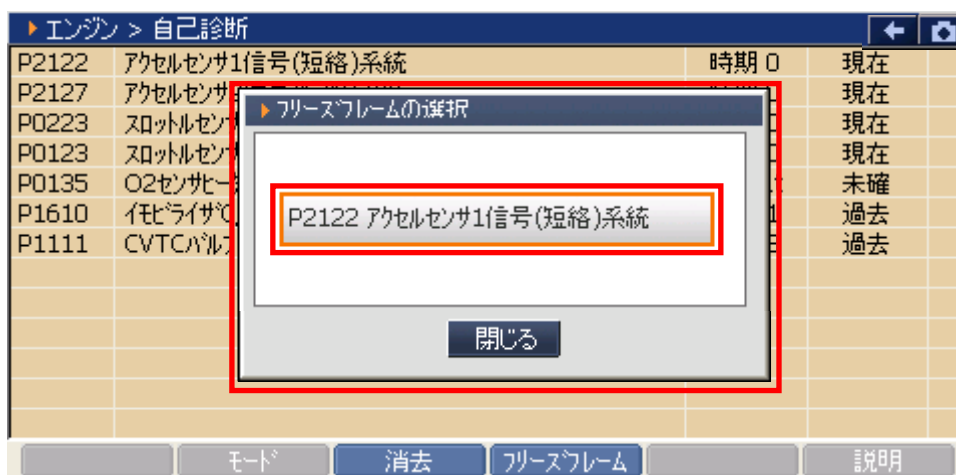 エンジン > 自己診断
P2122 アクセルセンサ1信号(短絡)系統 時期 0 現在
P2127 アクセルセンサ 現在
P0223 スロットルセンサ 現在
P0123 スロットルセンサ 現在
P0135 O2センサヒー 未確
P1610 イモビライザC 過去
P1111 CVTCバルブ 過去
フリーズフレームの選択
P2122 アクセルセンサ1信号(短絡)系統
閉じる
モード 消去 フリーズフレーム 説明